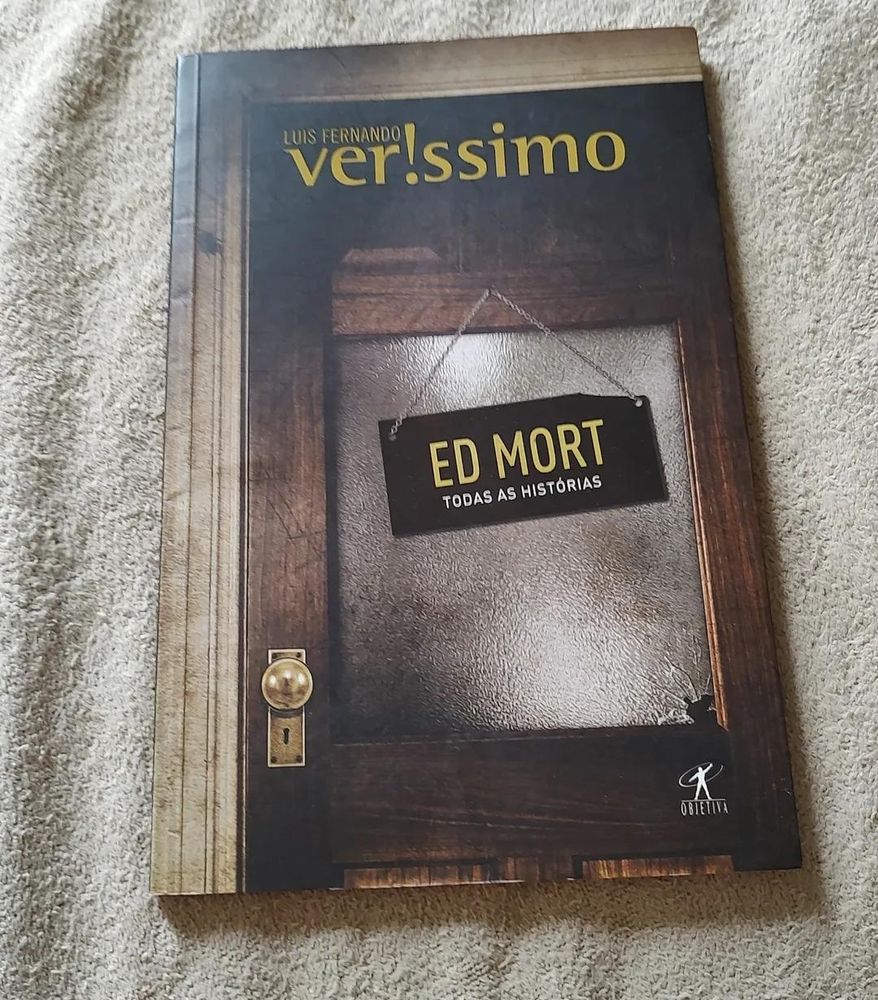 LUIS FERNANDO
ver!ssimo
ED MORT
TODAS AS HISTÓRIAS
OBJETIVA